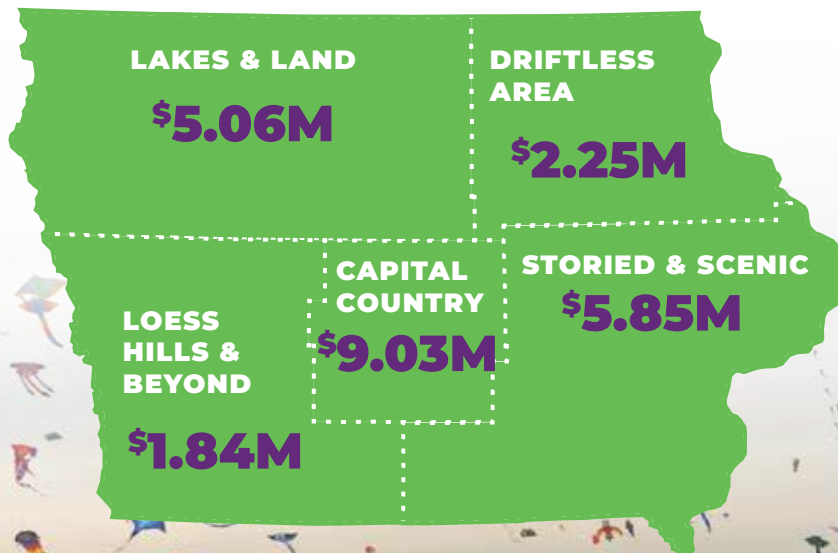 LAKES & LAND
$5.06M
DRIFTLESS
AREA
$2.25M
CAPITAL
COUNTRY
$9.03M
STORIED & SCENIC
$5.85M
LOESS
HILLS &
BEYOND
$1.84M